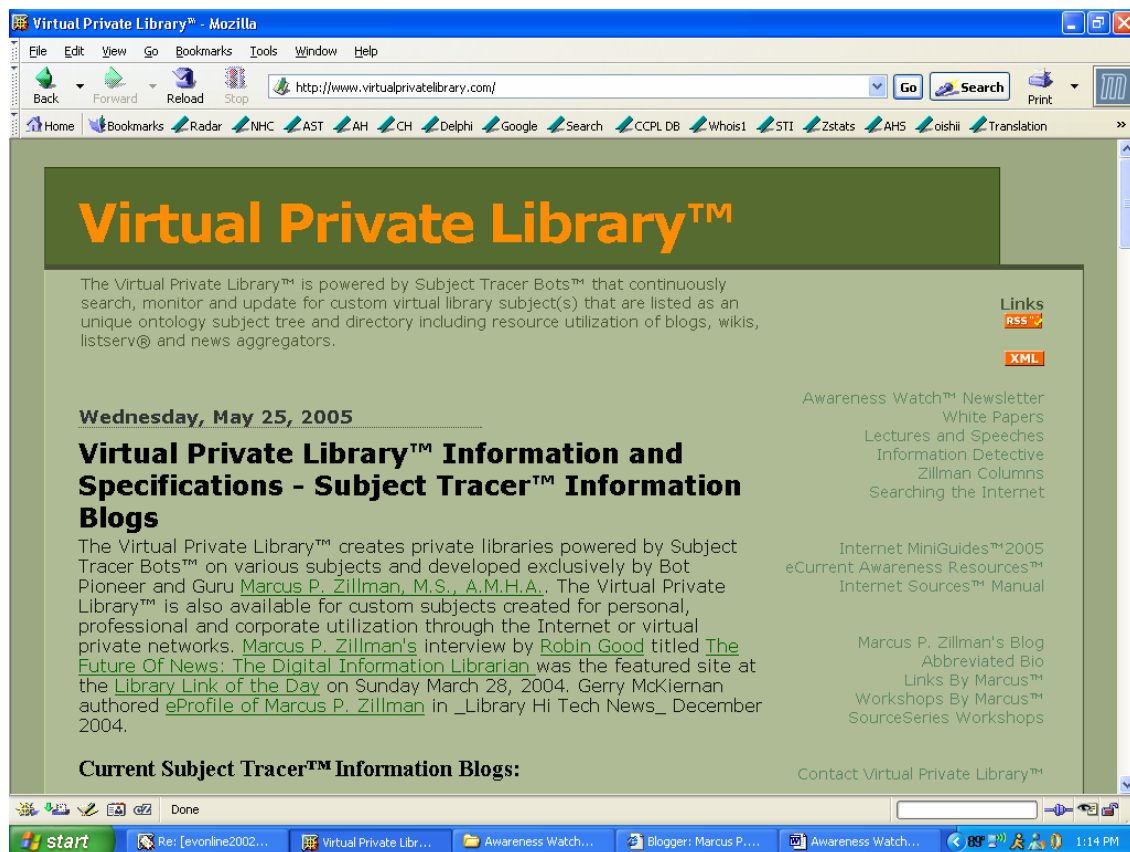 Virtual Private Library™ - Mozilla
File Edit View Go Bookmarks Tools Window Help
Back Forward Reload Stop http://www.virtualprivatelibrary.com/ Go Search Print
Home Bookmarks Radar NHC AST AH CH Delphi Google Search CCPL DB Whois1 STI Zstats AHS oishii Translation »
Virtual Private Library™
The Virtual Private Library™ is powered by Subject Tracer Bots™ that continuously
search, monitor and update for custom virtual library subject(s) that are listed as an
unique ontology subject tree and directory including resource utilization of blogs, wikis,
listserv® and news aggregators.
Wednesday, May 25, 2005
Virtual Private Library™ Information and
Specifications - Subject Tracer™ Information
Blogs
The Virtual Private Library™ creates private libraries powered by Subject
Tracer Bots™ on various subjects and developed exclusively by Bot
Pioneer and Guru Marcus P. Zillman, M.S., A.M.H.A.. The Virtual Private
Library™ is also available for custom subjects created for personal,
professional and corporate utilization through the Internet or virtual
private networks. Marcus P. Zillman's interview by Robin Good titled The
Future Of News: The Digital Information Librarian was the featured site at
the Library Link of the Day on Sunday March 28, 2004. Gerry McKiernan
authored eProfile of Marcus P. Zillman in _Library Hi Tech News_ December
2004.
Current Subject Tracer™ Information Blogs:
Links
RSS
XML
Awareness Watch™ Newsletter
White Papers
Lectures and Speeches
Information Detective
Zillman Columns
Searching the Internet
Internet MiniGuides™2005
eCurrent Awareness Resources™
Internet Sources™ Manual
Marcus P. Zillman's Blog
Abbreviated Bio
Links By Marcus™
Workshops By Marcus™
SourceSeries Workshops
Contact Virtual Private Library™
Done
start Re: [evonline2002... Virtual Private Libr... Awareness Watch... Blogger: Marcus P.... Awareness Watch... 89° 1:14 PM